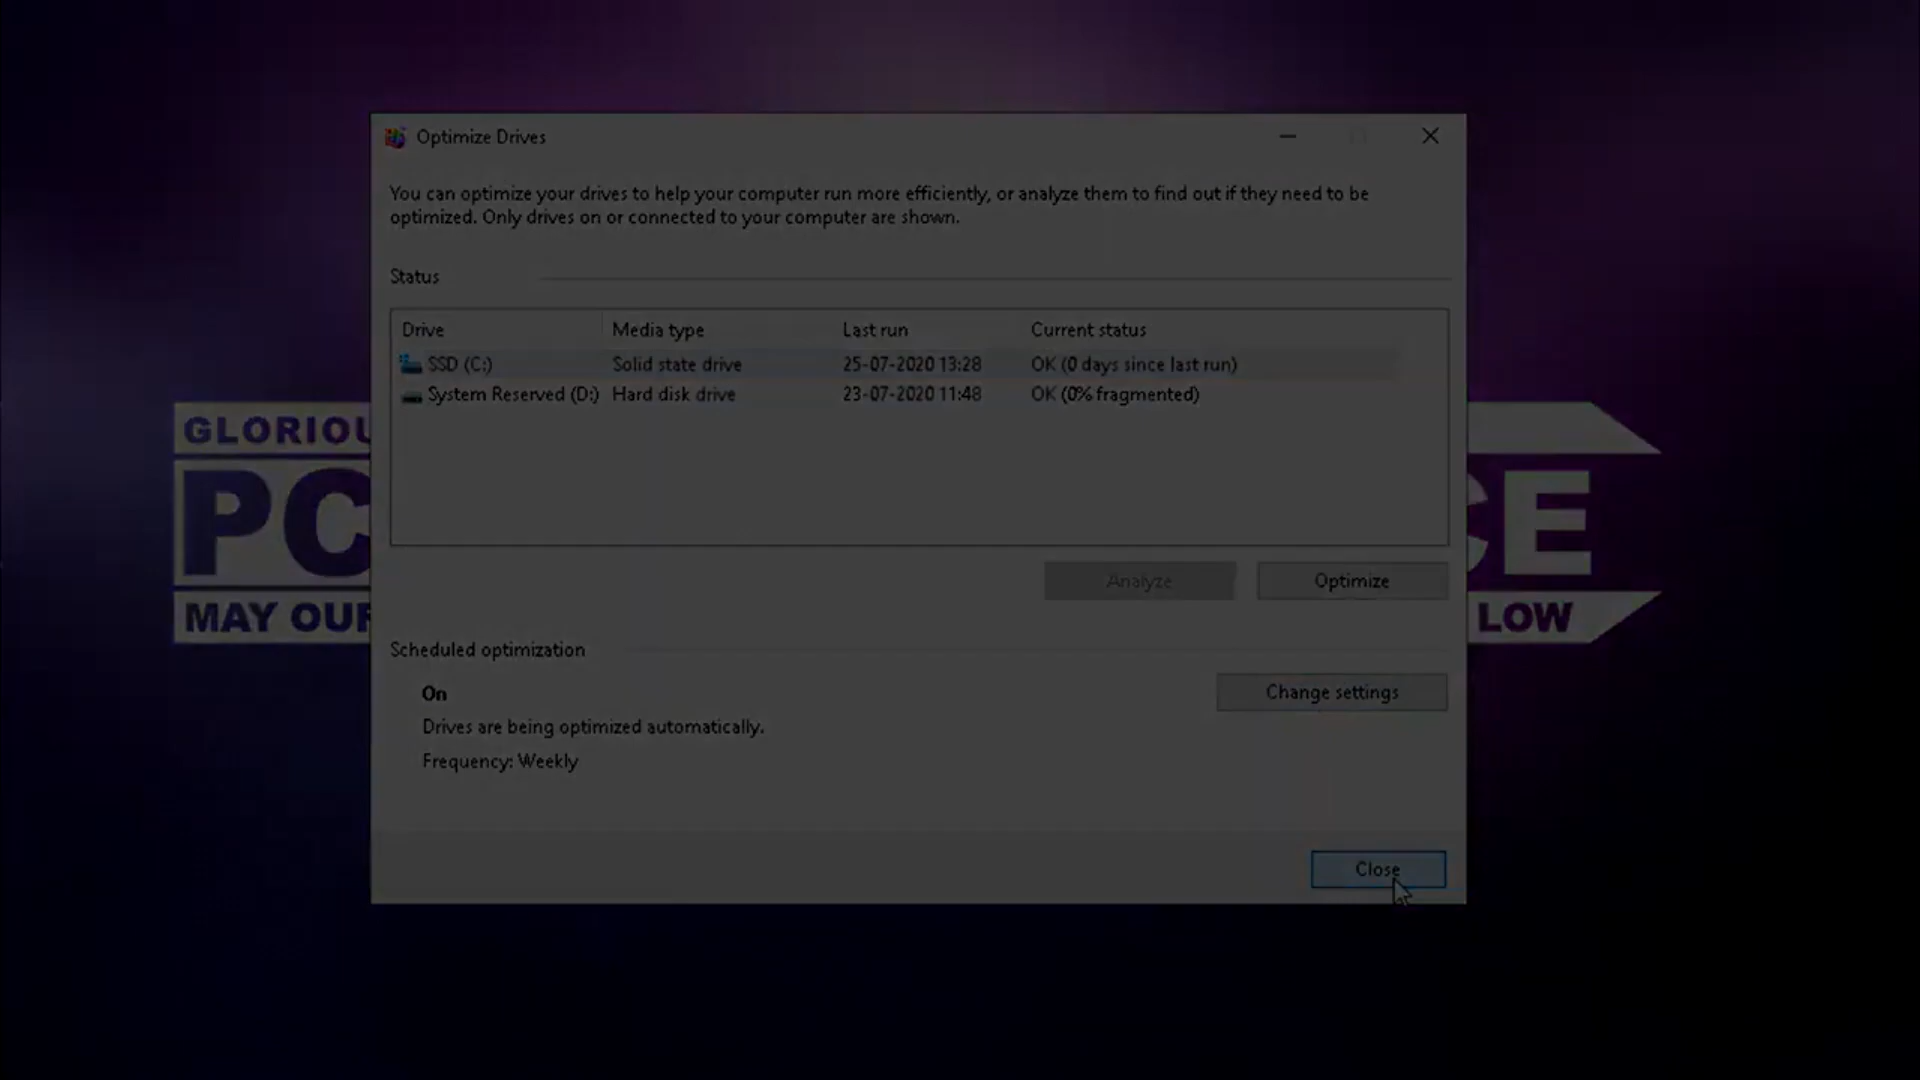 Optimize Drives
You can optimize your drives to help your computer run more efficiently, or analyze them to find out if they need to be
optimized. Only drives on or connected to your computer are shown.
Status
Drive Media type Last run Current status
SSD (C:) Solid state drive 25-07-2020 13:28 OK (0 days since last run)
System Reserved (D:) Hard disk drive 23-07-2020 11:48 OK (0% fragmented)
GLORIOU
PC CE
Analyze Optimize
MAY OUR LOW
Scheduled optimization
On Change settings
Drives are being optimized automatically.
Frequency: Weekly
Close